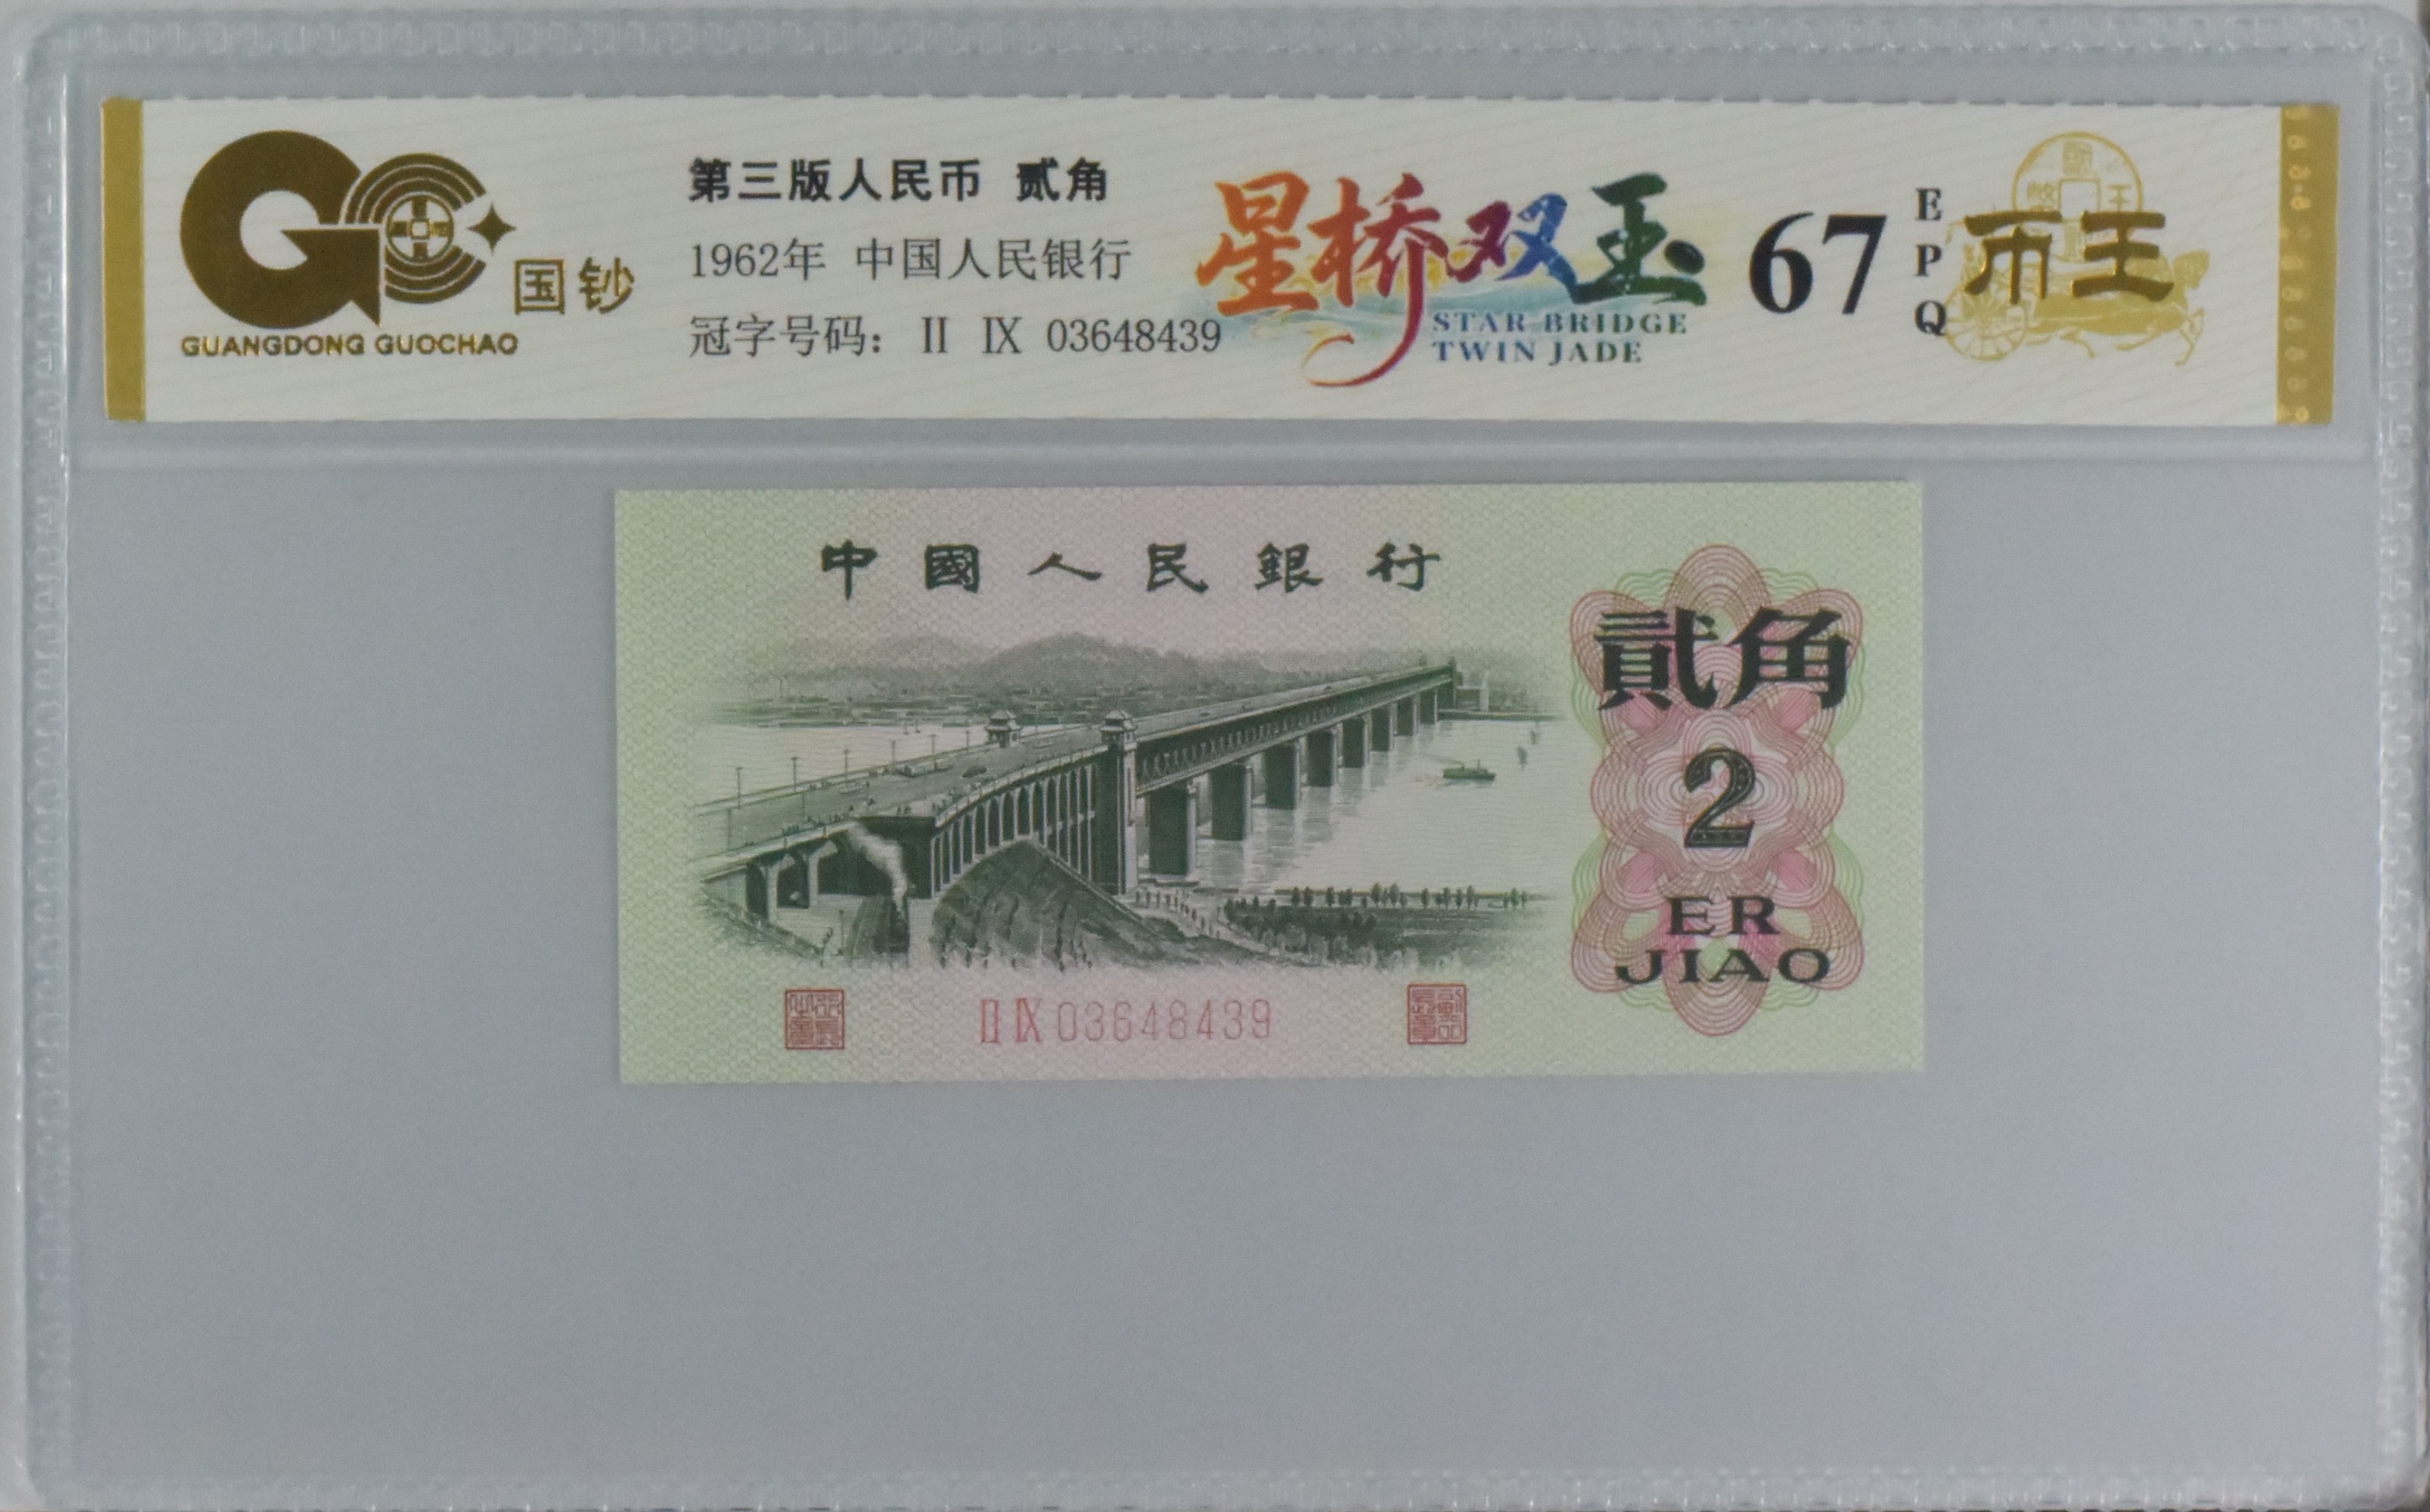 国钞
GUANGDONG GUOCHAO
第三版人民币 贰角
1962年 中国人民银行
冠字号码： II IX 03648439
星桥双玉
STAR BRIDGE
TWIN JADE
67
EPQ
币王
中國人民銀行
貳角
2
ER
JIAO
II IX 03648439